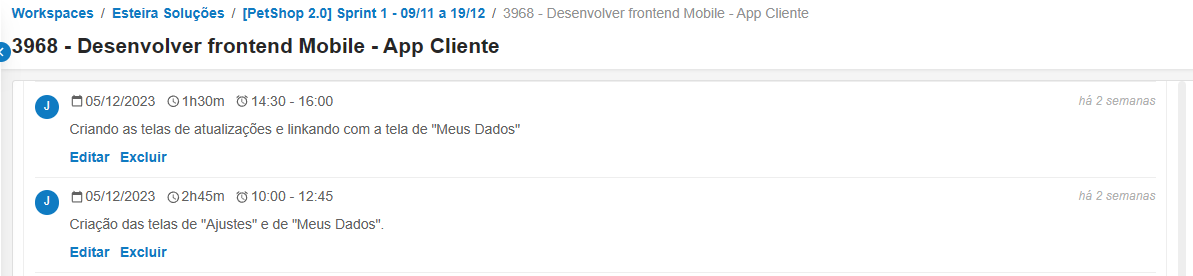 Workspaces / Esteira Soluções / [PetShop 2.0] Sprint 1 - 09/11 a 19/12 / 3968 - Desenvolver frontend Mobile - App Cliente
3968 - Desenvolver frontend Mobile - App Cliente
J 05/12/2023 1h30m 14:30 - 16:00 há 2 semanas
Criando as telas de atualizações e linkando com a tela de "Meus Dados"
Editar Excluir
J 05/12/2023 2h45m 10:00 - 12:45 há 2 semanas
Criação das telas de "Ajustes" e de "Meus Dados".
Editar Excluir